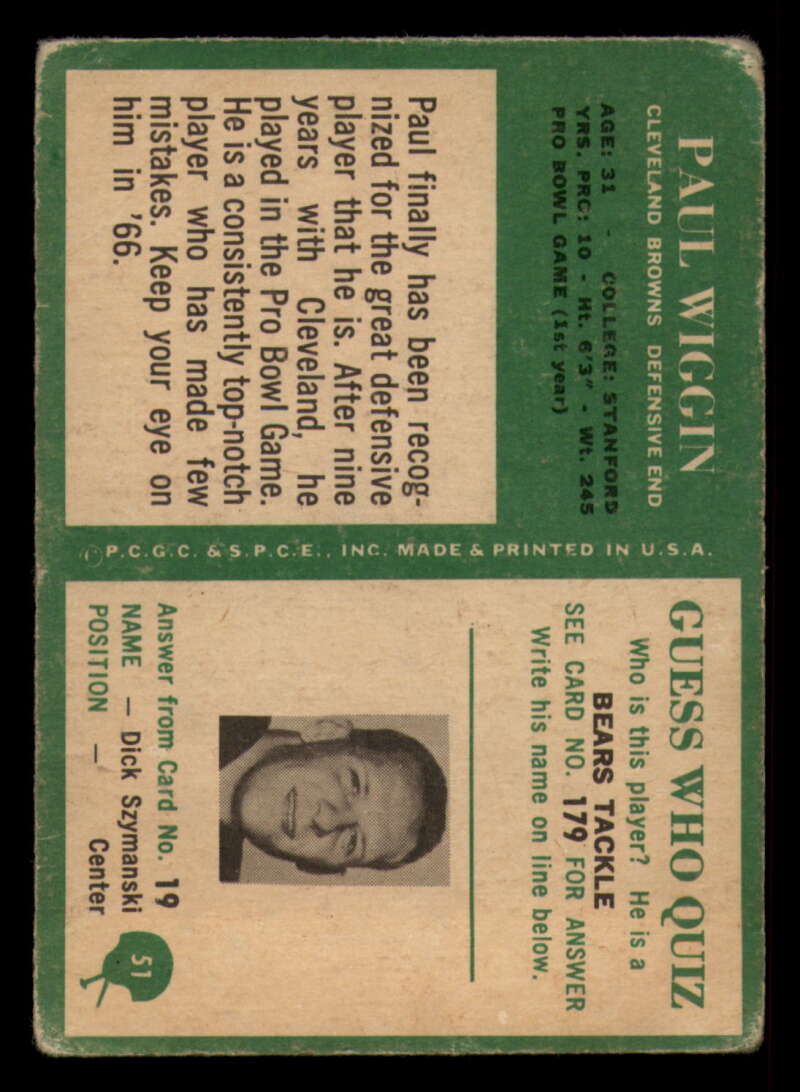 PAUL WIGGIN
CLEVELAND BROWNS DEFENSIVE END
AGE: 31 - COLLEGE: STANFORD
YRS. PRO: 10 - Ht. 6'3" - Wt. 245
PRO BOWL GAME (1st year)
Paul finally has been recog-
nized for the great defensive
player that he is. After nine
years with Cleveland, he
played in the Pro Bowl Game.
He is a consistently top-notch
player who has made few
mistakes. Keep your eye on
him in '66.
©P.C.G.C. & S.P.C.E., INC. MADE & PRINTED IN U.S.A.
GUESS WHO QUIZ
Who is this player? He is a
BEARS TACKLE
SEE CARD NO. 179 FOR ANSWER
Write his name on line below.
Answer from Card No. 19
NAME — Dick Szymanski
POSITION — Center
51